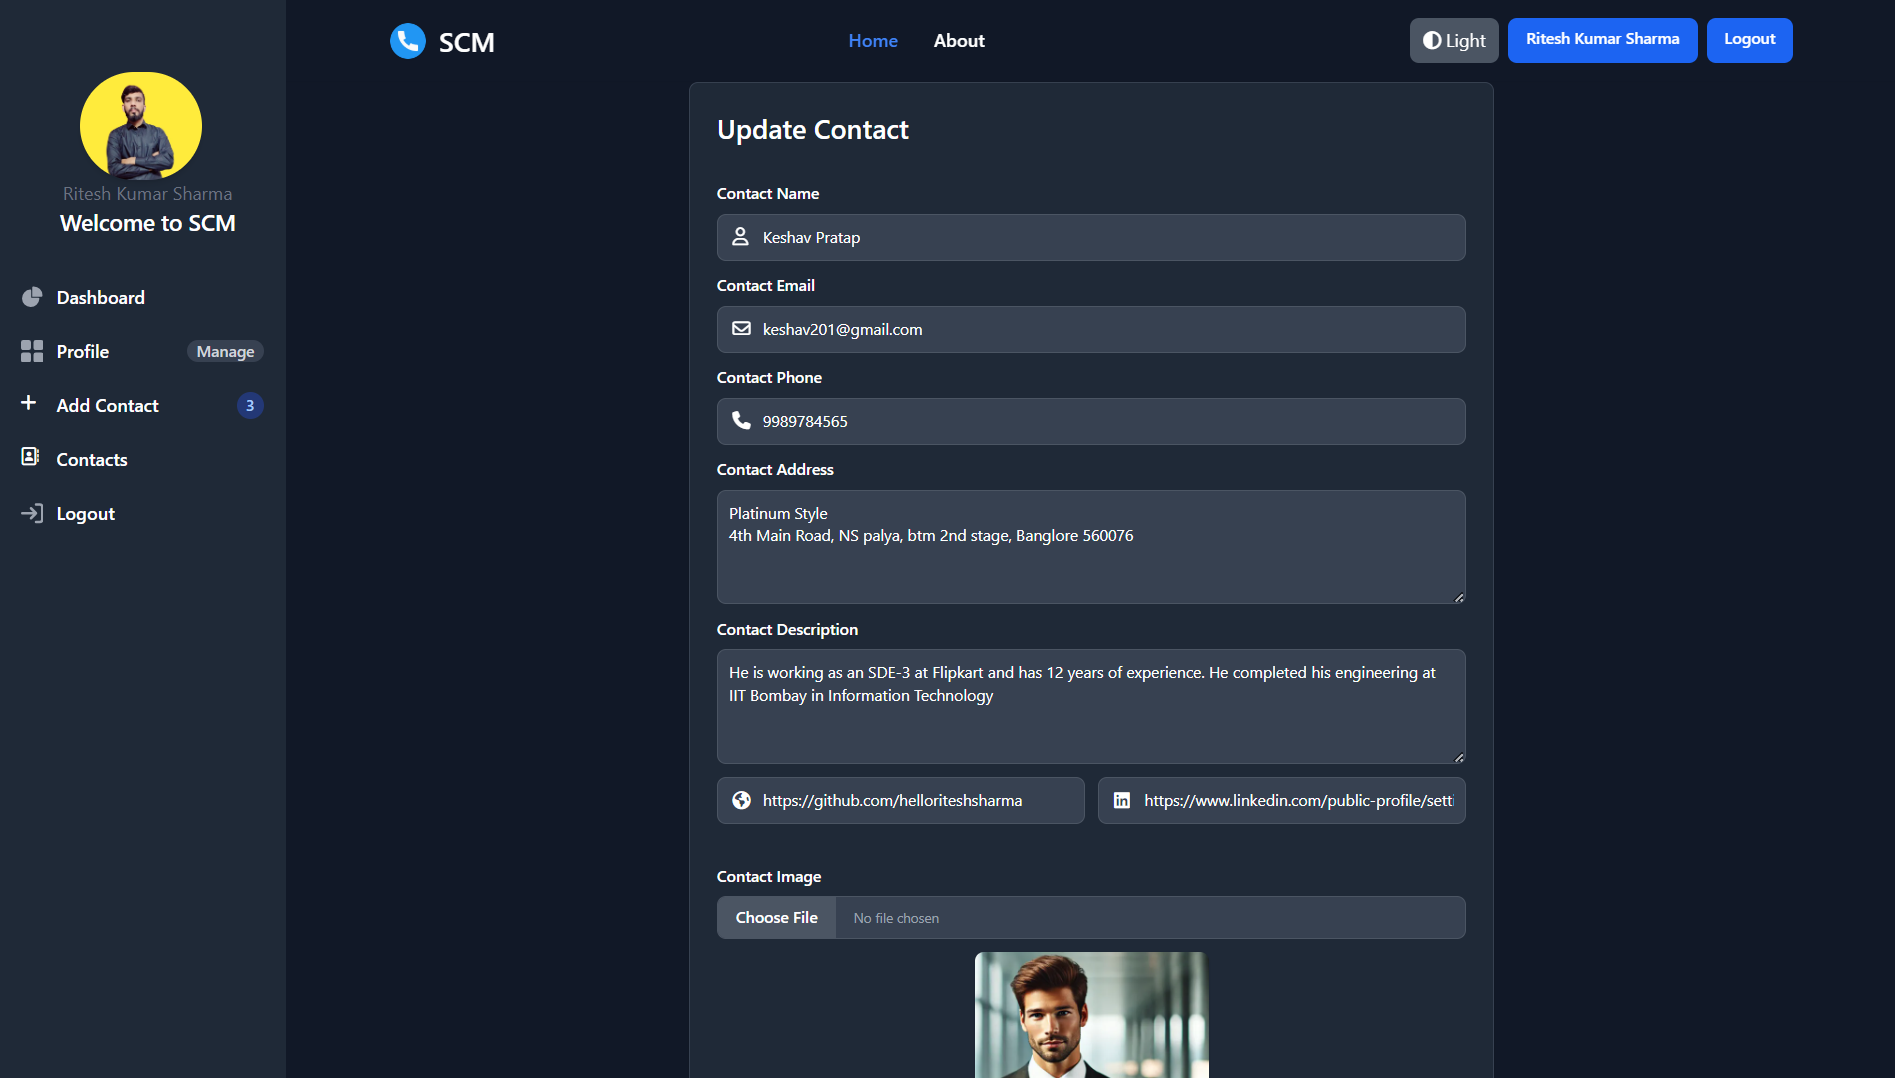 SCM
Home
About
Light
Ritesh Kumar Sharma
Logout
Ritesh Kumar Sharma
Welcome to SCM
Dashboard
Profile
Manage
Add Contact
3
Contacts
Logout
Update Contact
Contact Name
Keshav Pratap
Contact Email
keshav201@gmail.com
Contact Phone
9989784565
Contact Address
Platinum Style
4th Main Road, NS palya, btm 2nd stage, Banglore 560076
Contact Description
He is working as an SDE-3 at Flipkart and has 12 years of experience. He completed his engineering at
IIT Bombay in Information Technology
https://github.com/helloriteshsharma
https://www.linkedin.com/public-profile/setti
Contact Image
Choose File
No file chosen